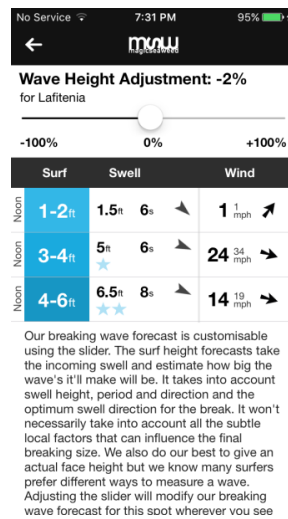 No Service 7:31 PM 95%
msw
magicseaweed
Wave Height Adjustment: -2%
for Lafitenia
-100% 0% +100%
Surf Swell Wind
Noon 1-2ft 1.5ft 6s 1 1 mph
Noon 3-4ft 5ft 6s 24 34 mph
Noon 4-6ft 6.5ft 8s 14 19 mph
Our breaking wave forecast is customisable
using the slider. The surf height forecasts take
the incoming swell and estimate how big the
wave's it'll make will be. It takes into account
swell height, period and direction and the
optimum swell direction for the break. It won't
necessarily take into account all the subtle
local factors that can influence the final
breaking size. We also do our best to give an
actual face height but we know many surfers
prefer different ways to measure a wave.
Adjusting the slider will modify our breaking
wave forecast for this spot wherever you see